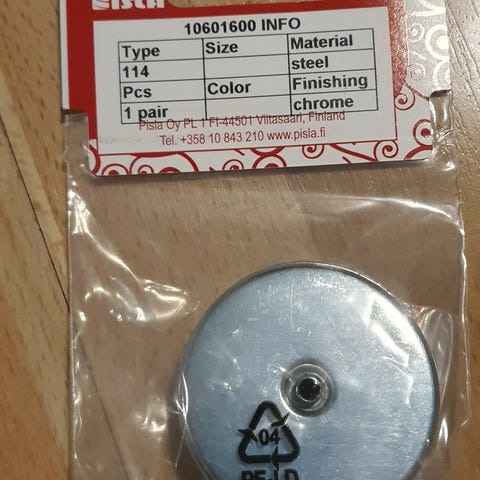 PISLA
10601600 INFO
Type Size Material
114 steel
Pcs Color Finishing
1 pair chrome
Pisla Oy PL 1 FI-44501 Viitasaari, Finland
Tel. +358 10 843 210 www.pisla.fi
04
PE-LD